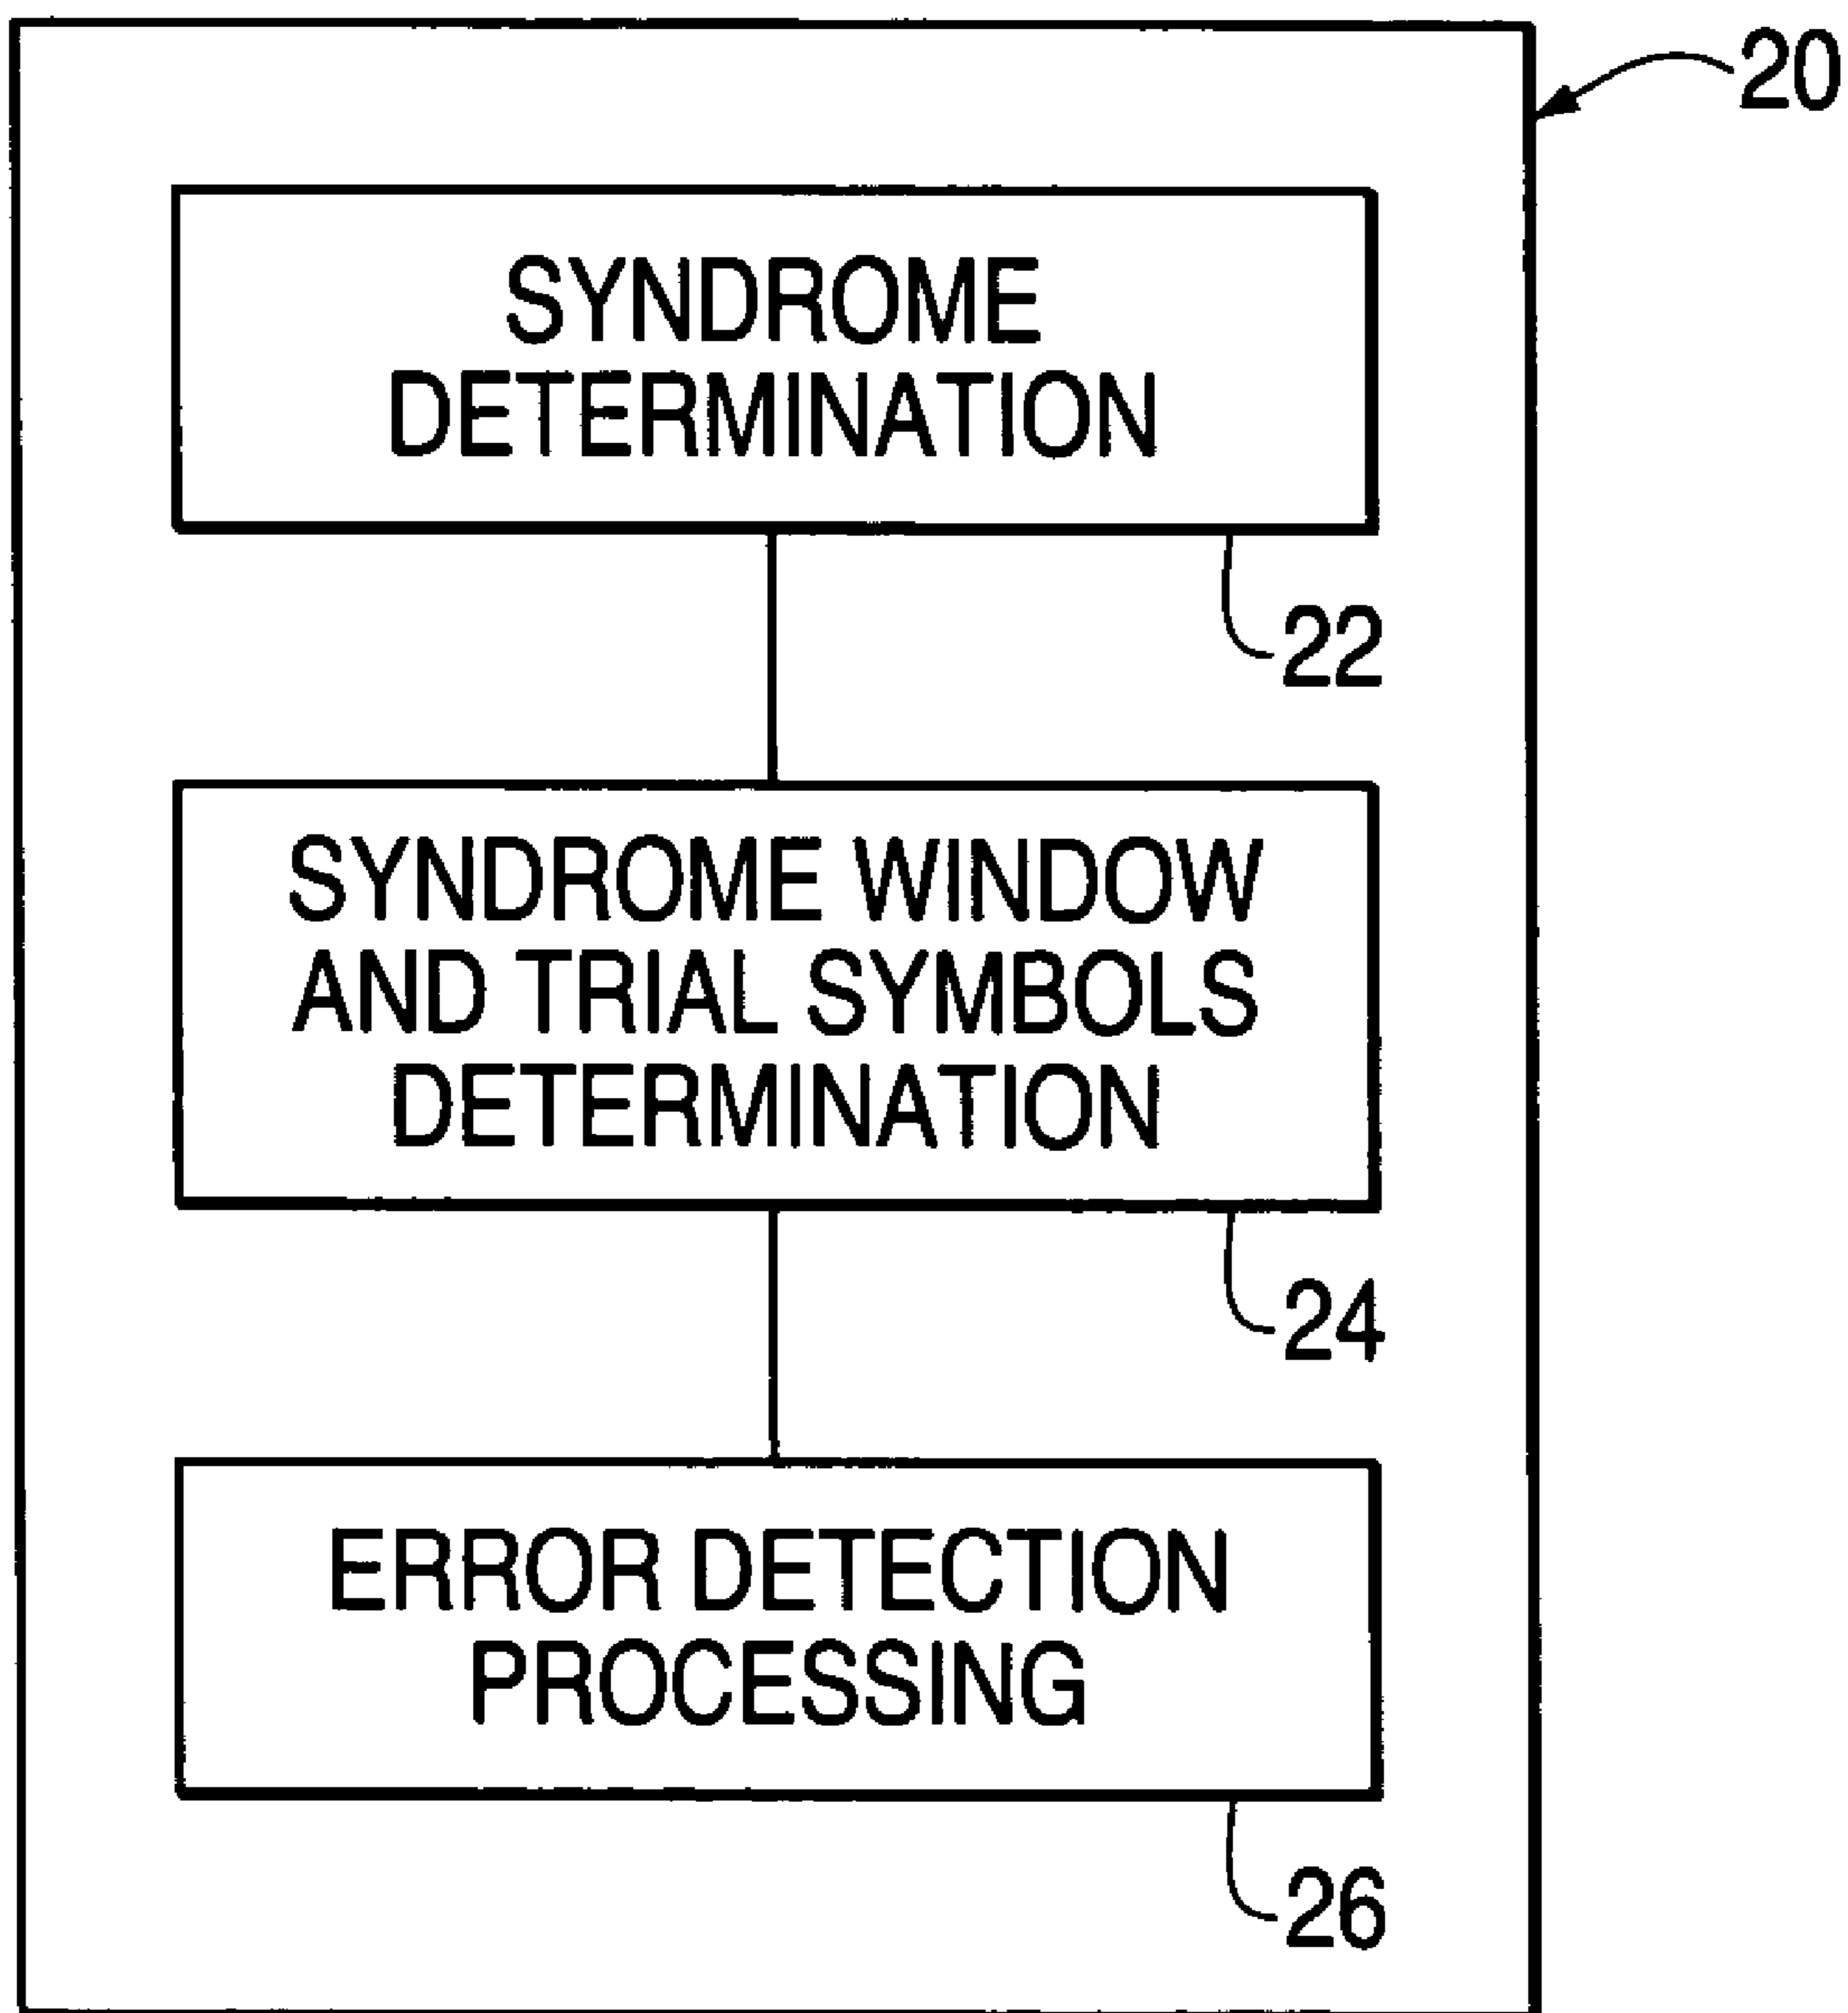 20
SYNDROME
DETERMINATION
22
SYNDROME WINDOW
AND TRIAL SYMBOLS
DETERMINATION
24
ERROR DETECTION
PROCESSING
26